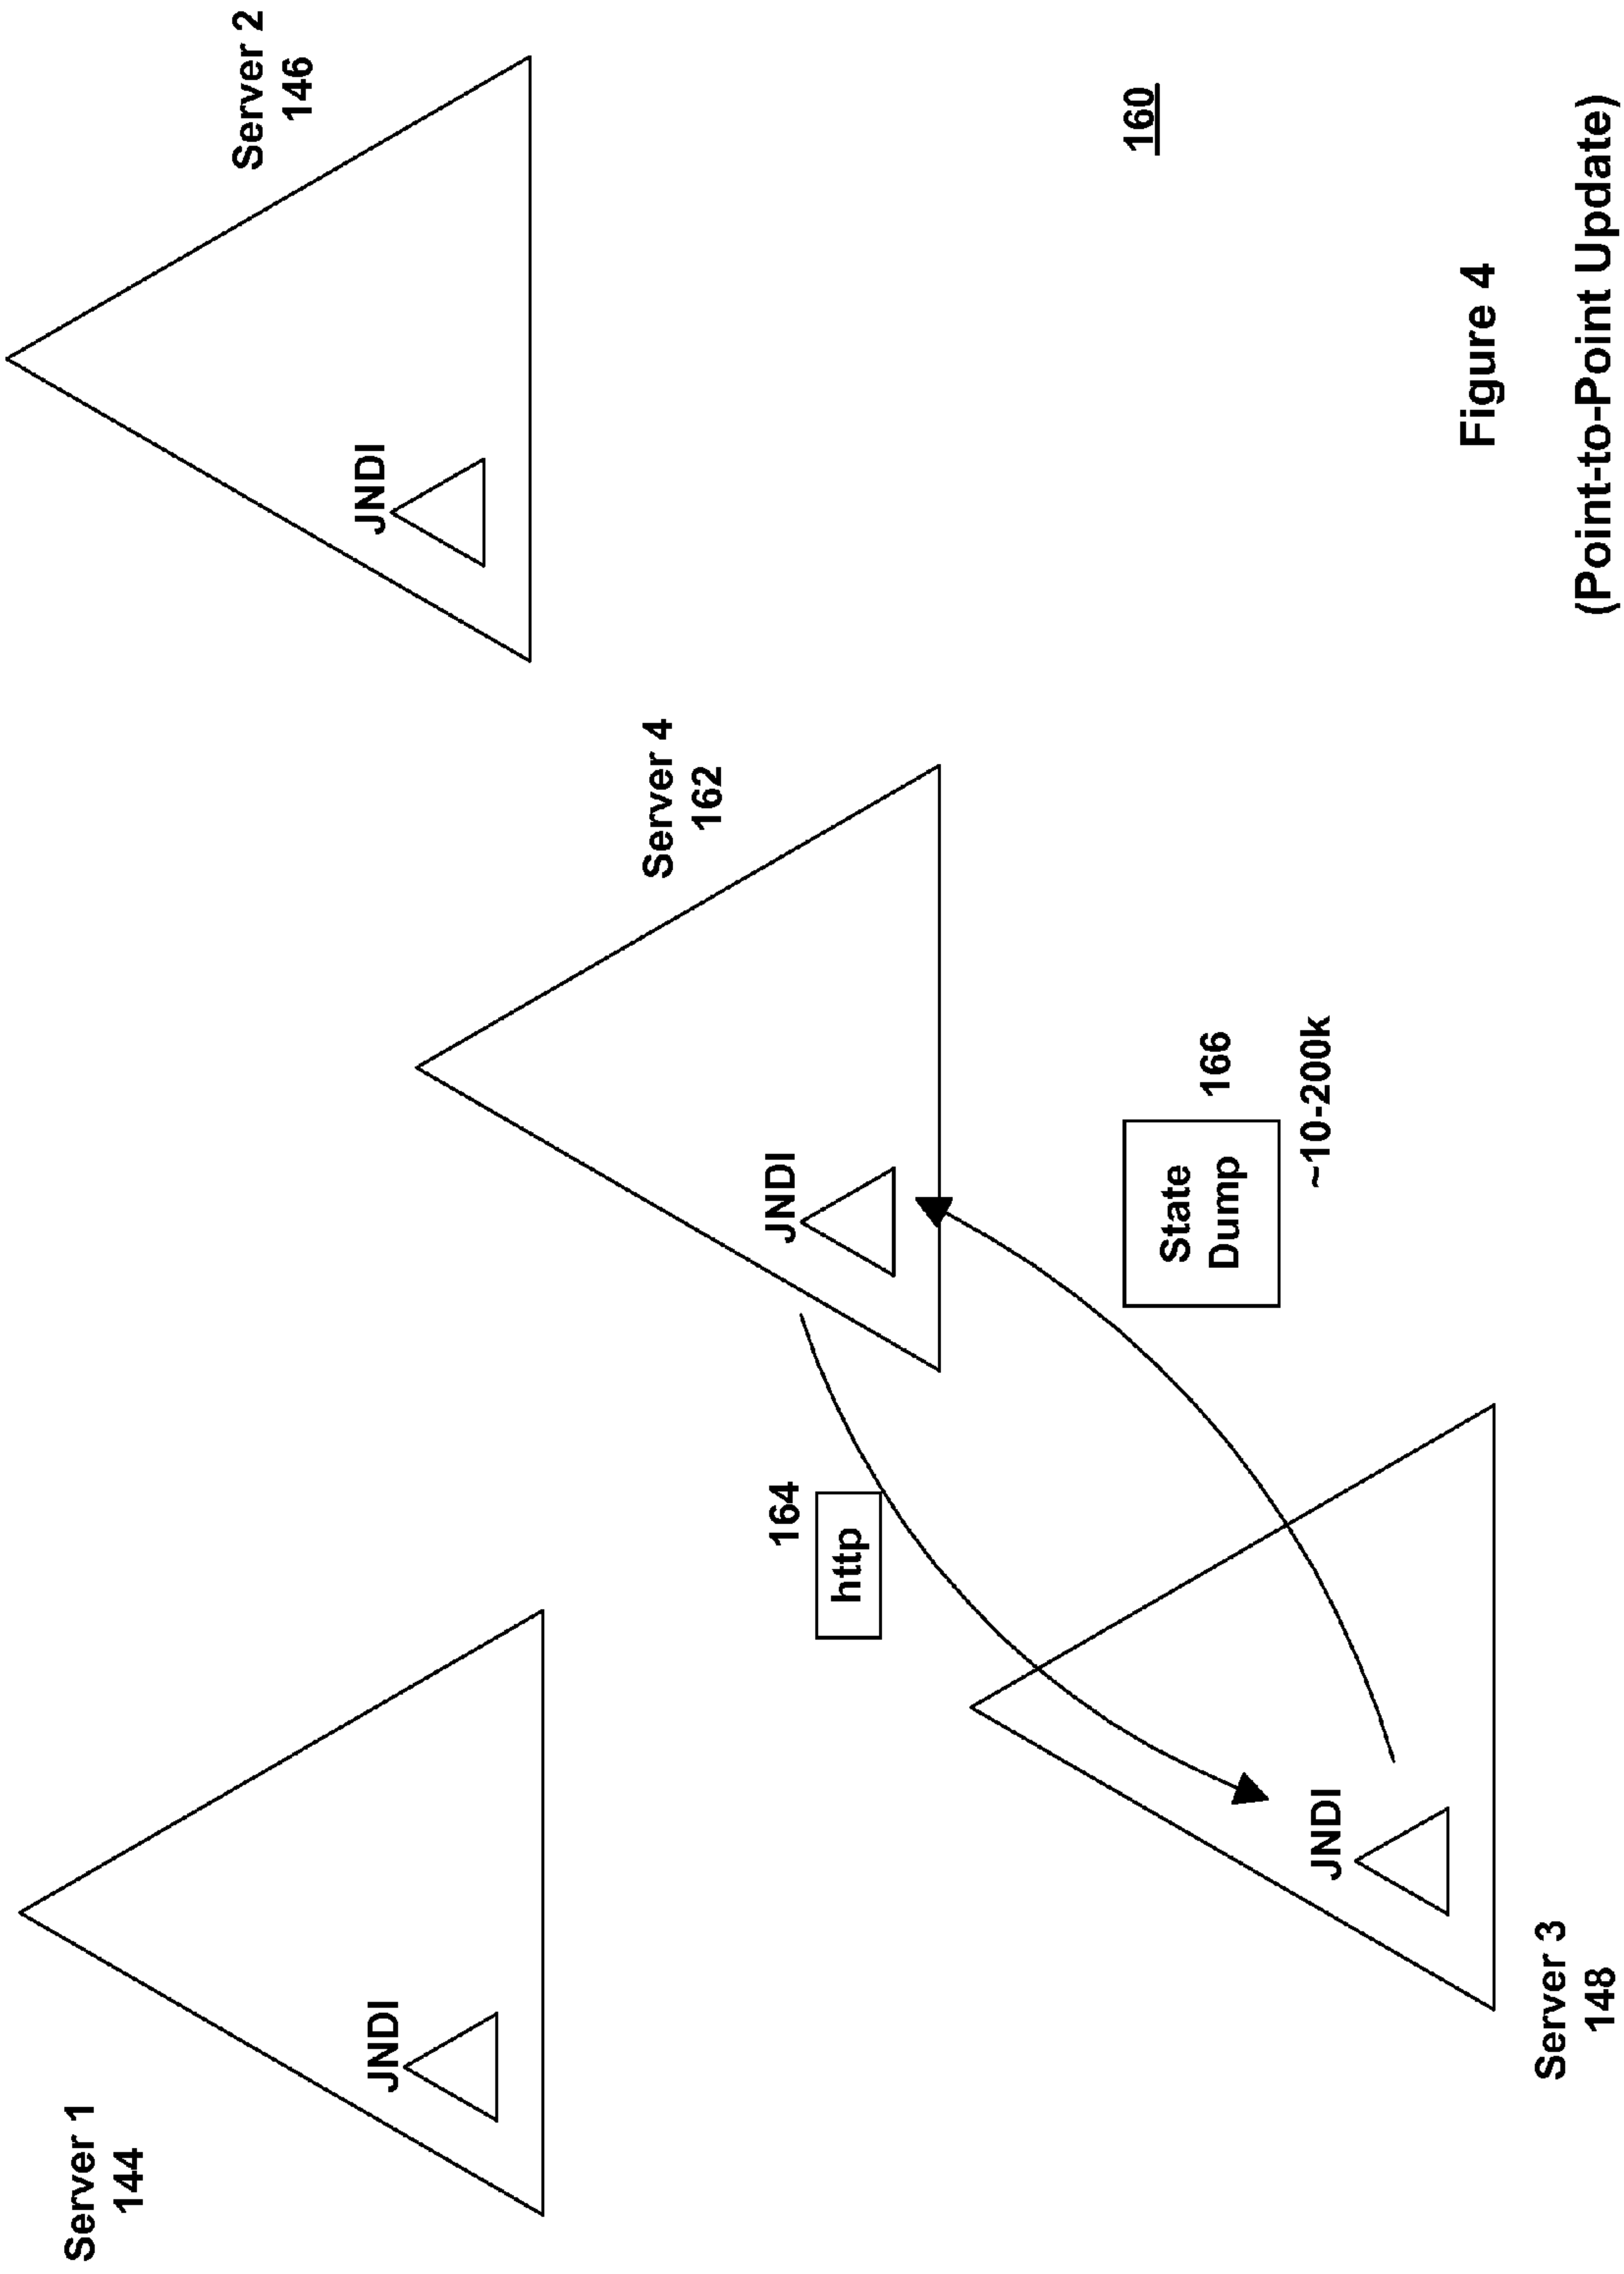 Server 1
144
JNDI
Server 2
146
JNDI
Server 4
162
JNDI
164
http
State
Dump
166
~10-200k
JNDI
Server 3
148
160
Figure 4
(Point-to-Point Update)